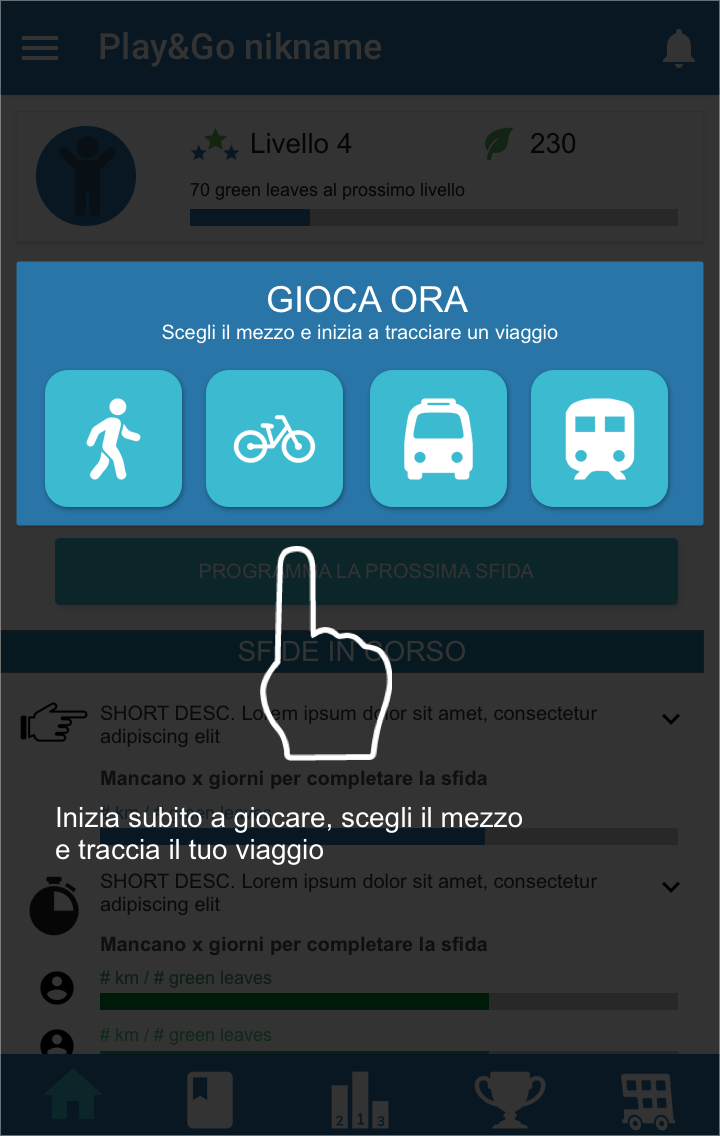 Play&Go nikname
Livello 4
230
70 green leaves al prossimo livello
GIOCA ORA
Scegli il mezzo e inizia a tracciare un viaggio
PROGRAMMA LA PROSSIMA SFIDA
SFIDE IN CORSO
SHORT DESC. Lorem ipsum dolor sit amet, consectetur
adipiscing elit
Mancano x giorni per completare la sfida
# km / # green leaves
Inizia subito a giocare, scegli il mezzo
e traccia il tuo viaggio
SHORT DESC. Lorem ipsum dolor sit amet, consectetur
adipiscing elit
Mancano x giorni per completare la sfida
# km / # green leaves
# km / # green leaves
2 1 3